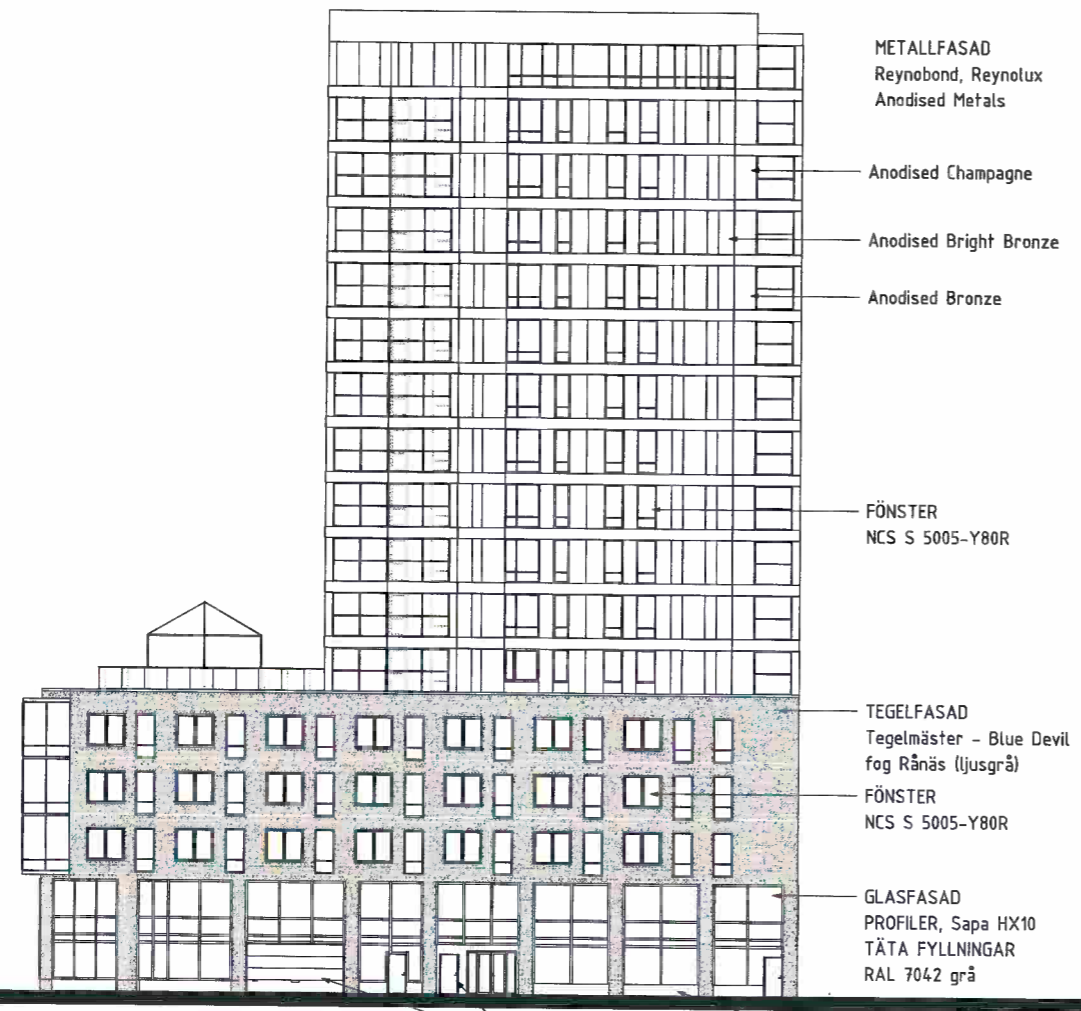 METALLFASAD
Reynobond, Reynolux
Anodised Metals
Anodised Champagne
Anodised Bright Bronze
Anodised Bronze
FÖNSTER
NCS S 5005-Y80R
TEGELFASAD
Tegelmäster - Blue Devil
fog Rånäs (ljusgrå)
FÖNSTER
NCS S 5005-Y80R
GLASFASAD
PROFILER, Sapa HX10
TÄTA FYLLNINGAR
RAL 7042 grå